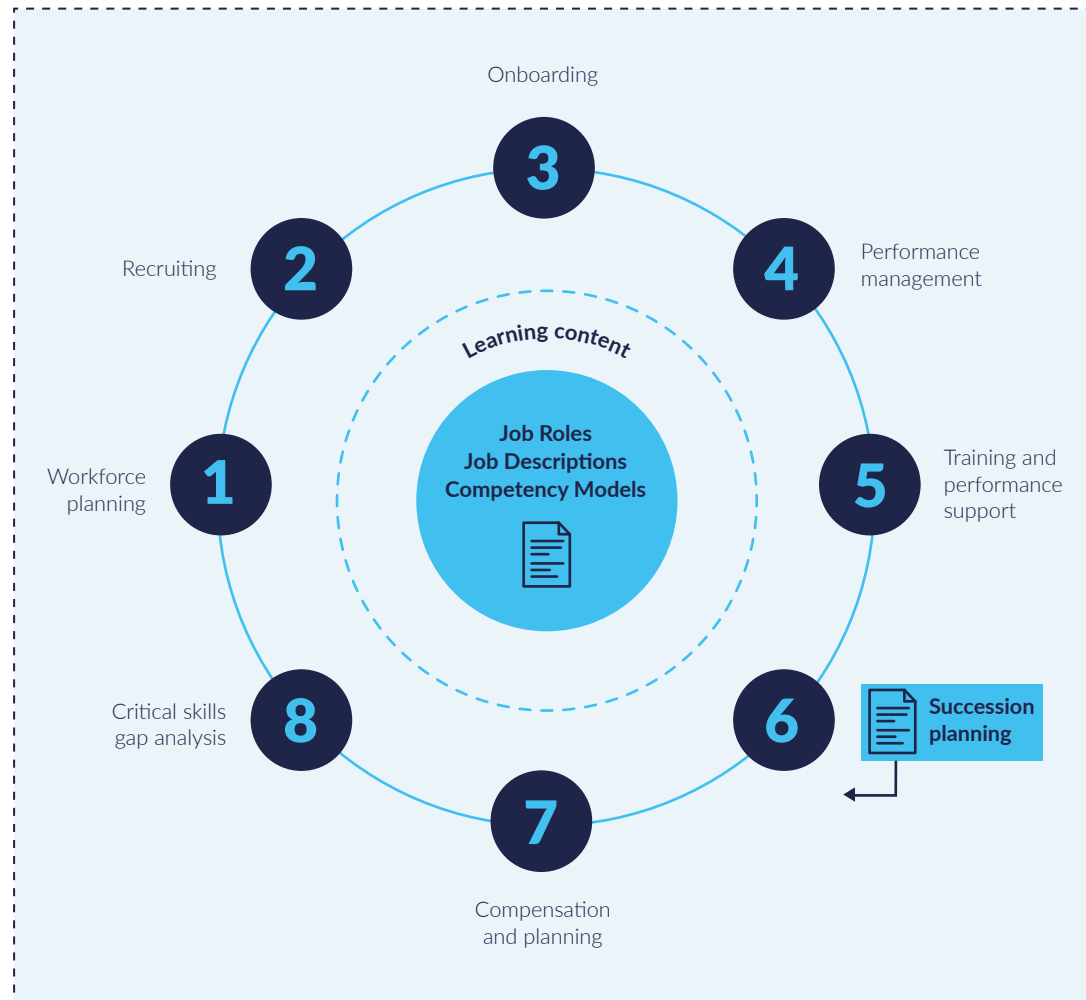 Onboarding
3
2
Recruiting
4
Performance
management
Learning content
Job Roles
Job Descriptions
Competency Models
1
Workforce
planning
5
Training and
performance
support
8
Critical skills
gap analysis
6
Succession
planning
7
Compensation
and planning